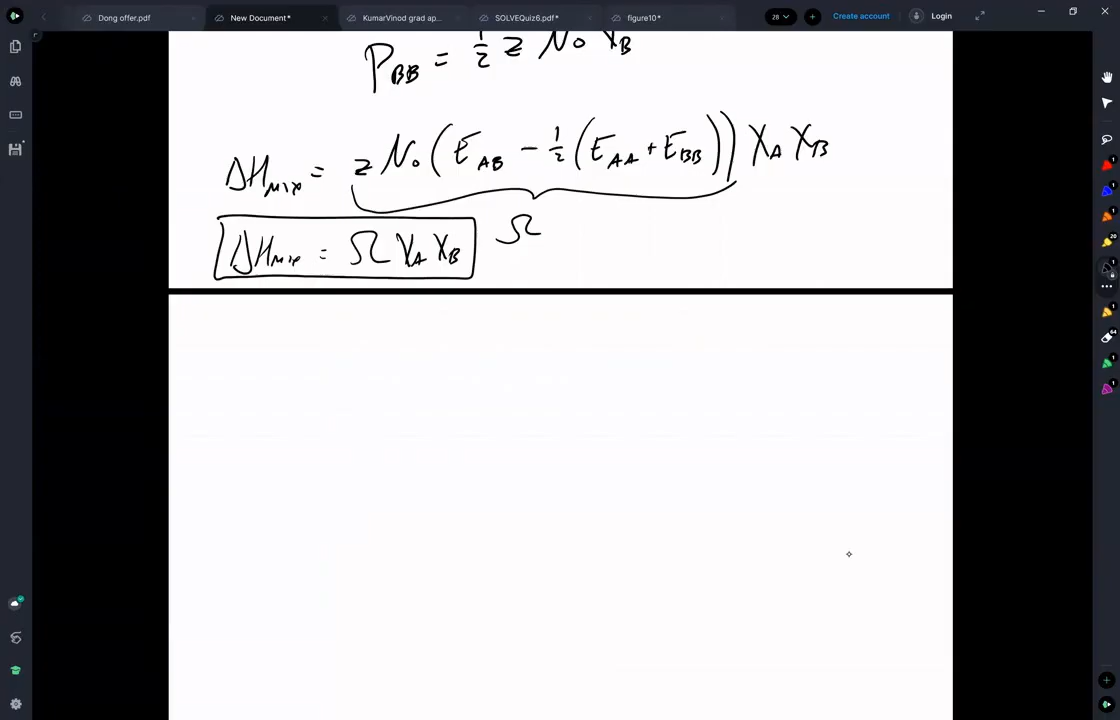 Dong offer.pdf New Document* KumarVinod grad ap... SOLVEQuiz6.pdf* figure10* 28 Create account Login
P_BB = 1/2 z N₀ X_B
ΔH_mix = z N₀ (E_AB - 1/2 (E_AA + E_BB)) X_A X_B
ΔH_mix = Ω X_A X_B Ω